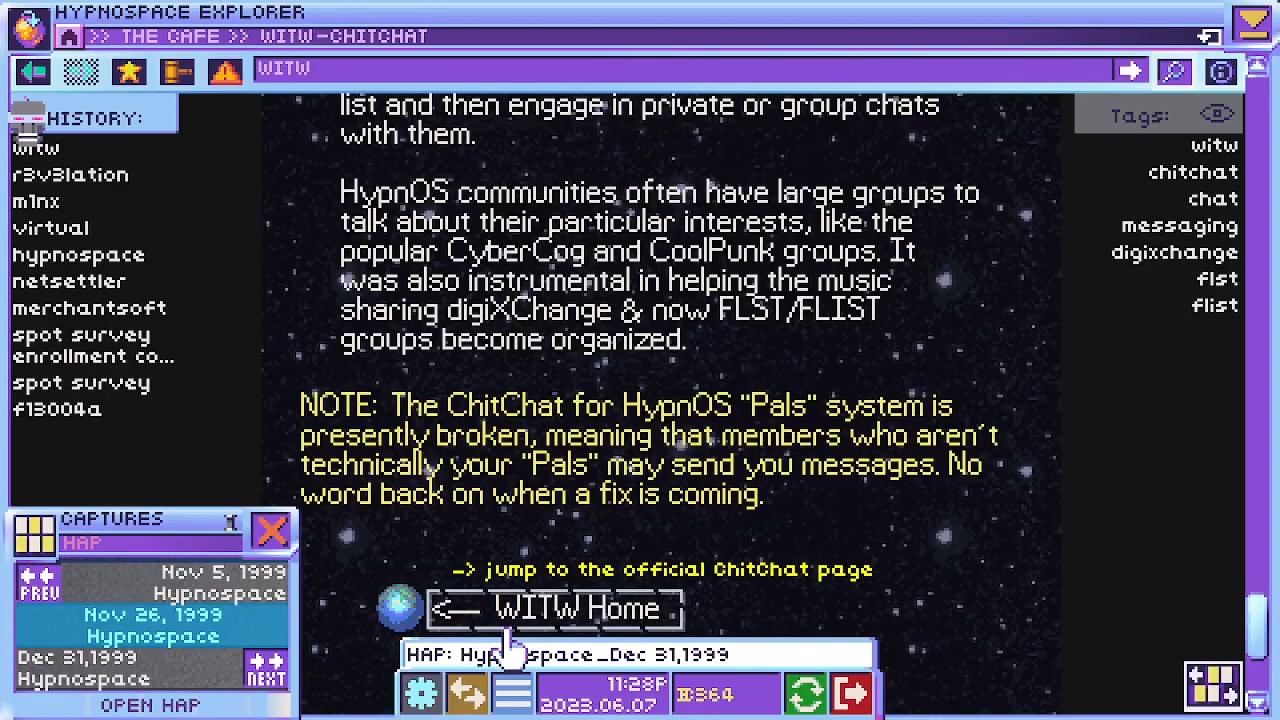 HYPNOSPACE EXPLORER
>> THE CAFE >> WITW-CHITCHAT
WITW
HISTORY:
witw
r3v3lation
m1nx
virtual
hypnospace
netsettler
merchantsoft
spot survey
enrollment co...
spot survey
f13004a
list and then engage in private or group chats
with them.
HypnOS communities often have large groups to
talk about their particular interests, like the
popular CyberCog and CoolPunk groups. It
was also instrumental in helping the music
sharing digiXChange & now FLST/FLIST
groups become organized.
NOTE: The ChitChat for HypnOS "Pals" system is
presently broken, meaning that members who aren't
technically your "Pals" may send you messages. No
word back on when a fix is coming.
-> jump to the official ChitChat page
<— WITW Home
Tags:
witw
chitchat
chat
messaging
digixchange
flst
flist
CAPTURES
HAP
PREV
Nov 5, 1999
Hypnospace
Nov 26, 1999
Hypnospace
Dec 31,1999
Hypnospace
NEXT
OPEN HAP
HAP: Hypnospace_Dec 31,1999
11:28P
2023.06.07
:364